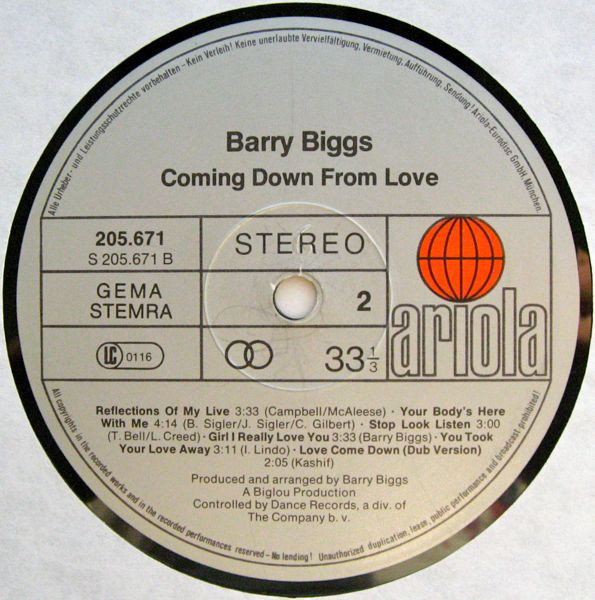 Alle Urheber- und Leistungsschutzrechte vorbehalten - Kein Verleih! Keine unerlaubte Vervielfältigung, Vermietung, Aufführung, Sendung! Ariola-Eurodisc GmbH, München.
Barry Biggs
Coming Down From Love
205.671
S 205.671 B
STEREO
GEMA
STEMRA
2
ariola
LC 0116
33 1/3
Reflections Of My Live 3:33 (Campbell/McAleese) · Your Body's Here
With Me 4:14 (B. Sigler/J. Sigler/C. Gilbert) · Stop Look Listen 3:00
(T. Bell/L. Creed) · Girl I Really Love You 3:33 (Barry Biggs) · You Took
Your Love Away 3:11 (I. Lindo) · Love Come Down (Dub Version)
2:05 (Kashif)
Produced and arranged by Barry Biggs
A Biglou Production
Controlled by Dance Records, a div. of
The Company b. v.
All copyrights in the recorded works and in the recorded performances reserved - No lending! Unauthorized duplication, lease, public performance and broadcast prohibited!